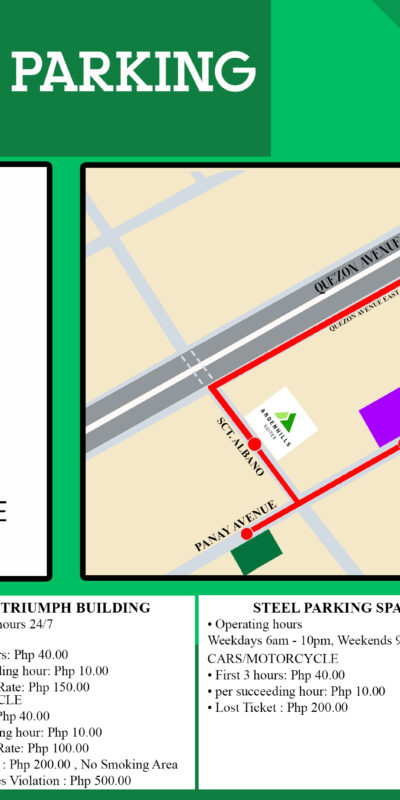 PARKING
QUEZON AVENUE
QUEZON AVENUE EAST
ARDENHILLS
SUITES
SCT. ALBANO
PANAY AVENUE
E
TRIUMPH BUILDING
hours 24/7
rs: Php 40.00
ding hour: Php 10.00
Rate: Php 150.00
CLE
Php 40.00
ng hour: Php 10.00
Rate: Php 100.00
: Php 200.00 , No Smoking Area
es Violation : Php 500.00
STEEL PARKING SPA
• Operating hours
Weekdays 6am - 10pm, Weekends 9
CARS/MOTORCYCLE
• First 3 hours: Php 40.00
• per succeeding hour: Php 10.00
• Lost Ticket : Php 200.00